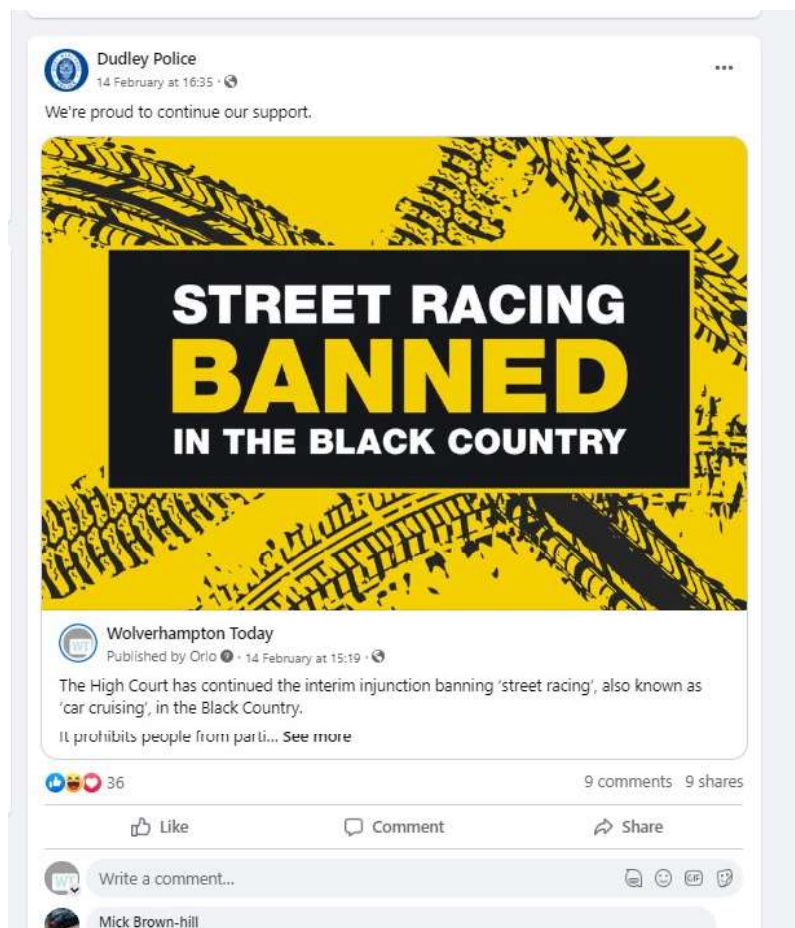 Dudley Police
14 February at 16:35 ·
We're proud to continue our support.
STREET RACING
BANNED
IN THE BLACK COUNTRY
WT
Wolverhampton Today
Published by Orlo · 14 February at 15:19 ·
The High Court has continued the interim injunction banning 'street racing', also known as
'car cruising', in the Black Country.
It prohibits people from parti... See more
36
9 comments 9 shares
Like Comment Share
WT
Write a comment...
GIF
Mick Brown-hill